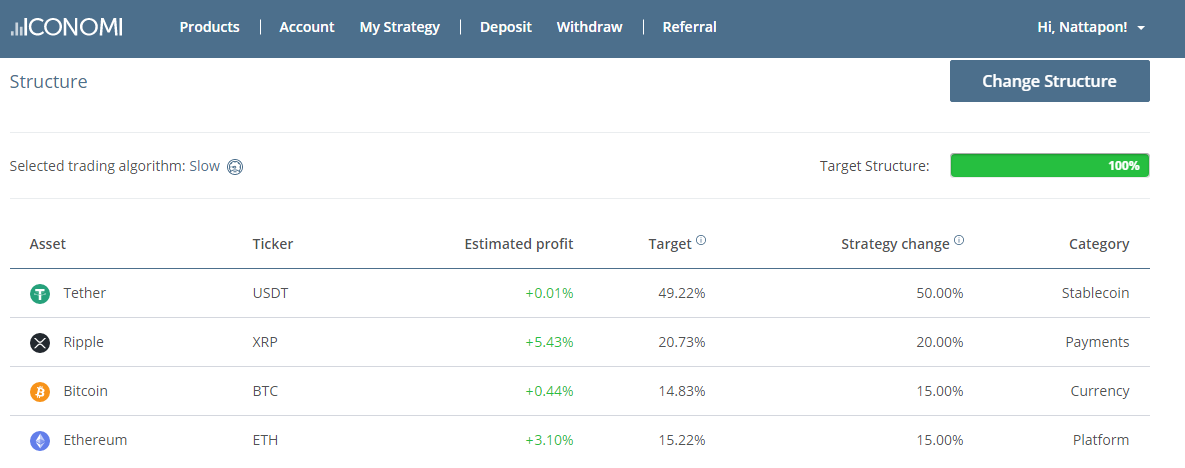 ICONOMI Products Account My Strategy Deposit Withdraw Referral Hi, Nattapon!
Structure Change Structure
Selected trading algorithm: Slow Target Structure: 100%
Asset Ticker Estimated profit Target Strategy change Category
Tether USDT +0.01% 49.22% 50.00% Stablecoin
Ripple XRP +5.43% 20.73% 20.00% Payments
Bitcoin BTC +0.44% 14.83% 15.00% Currency
Ethereum ETH +3.10% 15.22% 15.00% Platform